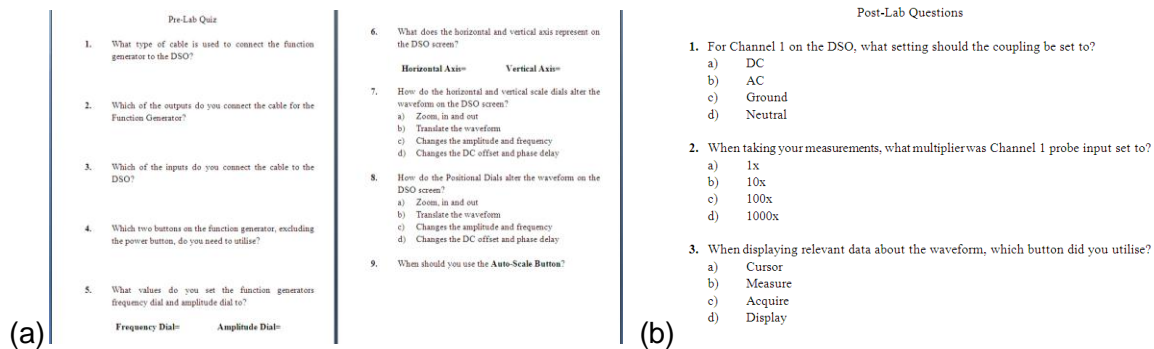 Pre-Lab Quiz
1. What type of cable is used to connect the function
generator to the DSO?
2. Which of the outputs do you connect the cable for the
Function Generator?
3. Which of the inputs do you connect the cable to the
DSO?
4. Which two buttons on the function generator, excluding
the power button, do you need to utilise?
5. What values do you set the function generators
frequency dial and amplitude dial to?
Frequency Dial= Amplitude Dial=
(a)
6. What does the horizontal and vertical axis represent on
the DSO screen?
Horizontal Axis= Vertical Axis=
7. How do the horizontal and vertical scale dials alter the
waveform on the DSO screen?
a) Zoom, in and out
b) Translate the waveform
c) Changes the amplitude and frequency
d) Changes the DC offset and phase delay
8. How do the Positional Dials alter the waveform on the
DSO screen?
a) Zoom, in and out
b) Translate the waveform
c) Changes the amplitude and frequency
d) Changes the DC offset and phase delay
9. When should you use the Auto-Scale Button?
Post-Lab Questions
1. For Channel 1 on the DSO, what setting should the coupling be set to?
a) DC
b) AC
c) Ground
d) Neutral
2. When taking your measurements, what multiplier was Channel 1 probe input set to?
a) 1x
b) 10x
c) 100x
d) 1000x
3. When displaying relevant data about the waveform, which button did you utilise?
a) Cursor
b) Measure
c) Acquire
d) Display
(b)